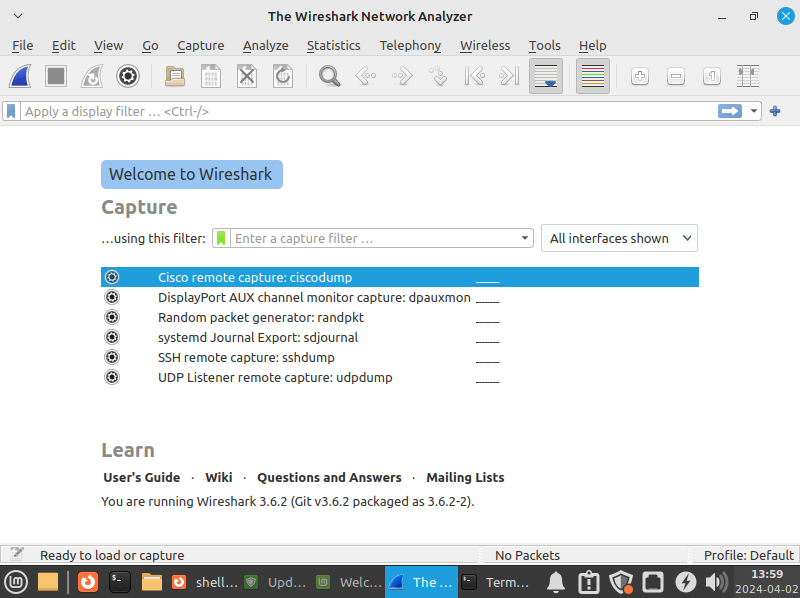 The Wireshark Network Analyzer
File Edit View Go Capture Analyze Statistics Telephony Wireless Tools Help
Apply a display filter … <Ctrl-/>
Welcome to Wireshark
Capture
…using this filter: Enter a capture filter … All interfaces shown
Cisco remote capture: ciscodump
DisplayPort AUX channel monitor capture: dpauxmon
Random packet generator: randpkt
systemd Journal Export: sdjournal
SSH remote capture: sshdump
UDP Listener remote capture: udpdump
Learn
User's Guide · Wiki · Questions and Answers · Mailing Lists
You are running Wireshark 3.6.2 (Git v3.6.2 packaged as 3.6.2-2).
Ready to load or capture No Packets Profile: Default
shell… Upd… Welc… The … Term… 13:59
2024-04-02